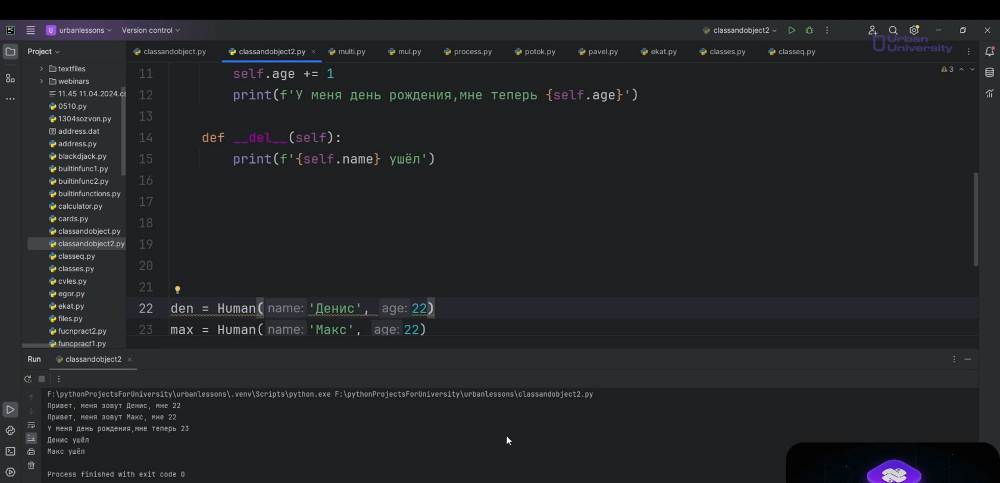 PC
U urbanlessons
Version control
classandobject2
Urban
University
Project
classandobject.py
classandobject2.py
multi.py
mul.py
process.py
potok.py
pavel.py
ekat.py
classes.py
classeq.py
textfiles
webinars
11.45 11.04.2024.cs
0510.py
1304sozvon.py
address.dat
address.py
blackdjack.py
builtinfunc1.py
builtinfunc2.py
builtinfunctions.py
calculator.py
cards.py
classandobject.py
classandobject2.py
classeq.py
classes.py
cvles.py
egor.py
ekat.py
files.py
fucnpract2.py
funcpract1.py
3
11 self.age += 1
12 print(f'У меня день рождения,мне теперь {self.age}')
13
14 def __del__(self):
15 print(f'{self.name} ушёл')
16
17
18
19
20
21
22 den = Human( name: 'Денис', age: 22)
23 max = Human( name: 'Макс', age: 22)
Run
classandobject2
F:\pythonProjectsForUniversity\urbanlessons\.venv\Scripts\python.exe F:\pythonProjectsForUniversity\urbanlessons\classandobject2.py
Привет, меня зовут Денис, мне 22
Привет, меня зовут Макс, мне 22
У меня день рождения,мне теперь 23
Денис ушёл
Макс ушёл
Process finished with exit code 0